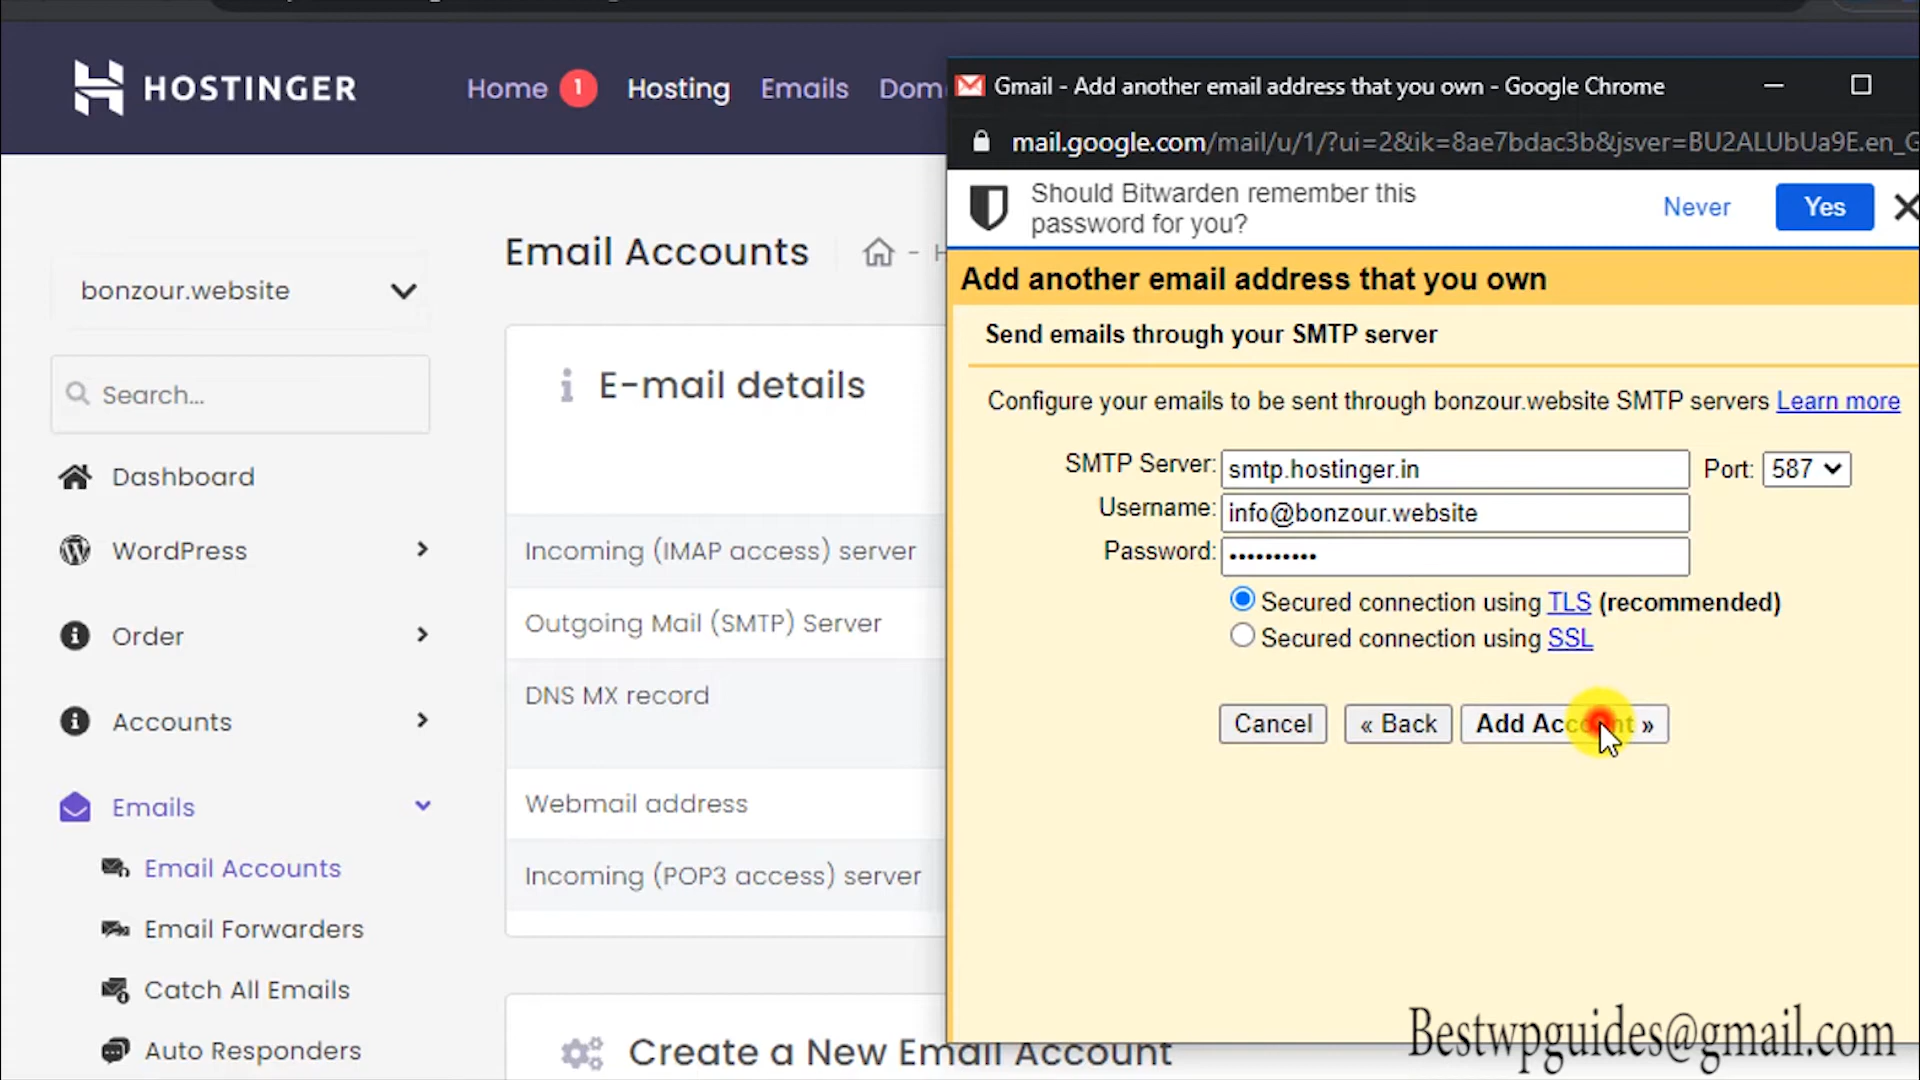 HOSTINGER
Home 1 Hosting Emails Dom
Gmail - Add another email address that you own - Google Chrome
mail.google.com/mail/u/1/?ui=2&ik=8ae7bdac3b&jsver=BU2ALUbUa9E.en_G
Should Bitwarden remember this
password for you?
Never
Yes
bonzour.website
Search...
Dashboard
WordPress
Order
Accounts
Emails
Email Accounts
Email Forwarders
Catch All Emails
Auto Responders
Email Accounts
- H
E-mail details
Incoming (IMAP access) server
Outgoing Mail (SMTP) Server
DNS MX record
Webmail address
Incoming (POP3 access) server
Create a New Email Account
Add another email address that you own
Send emails through your SMTP server
Configure your emails to be sent through bonzour.website SMTP servers Learn more
SMTP Server: smtp.hostinger.in Port: 587
Username: info@bonzour.website
Password: ••••••••••
Secured connection using TLS (recommended)
Secured connection using SSL
Cancel « Back Add Account »
Bestwpguides@gmail.com